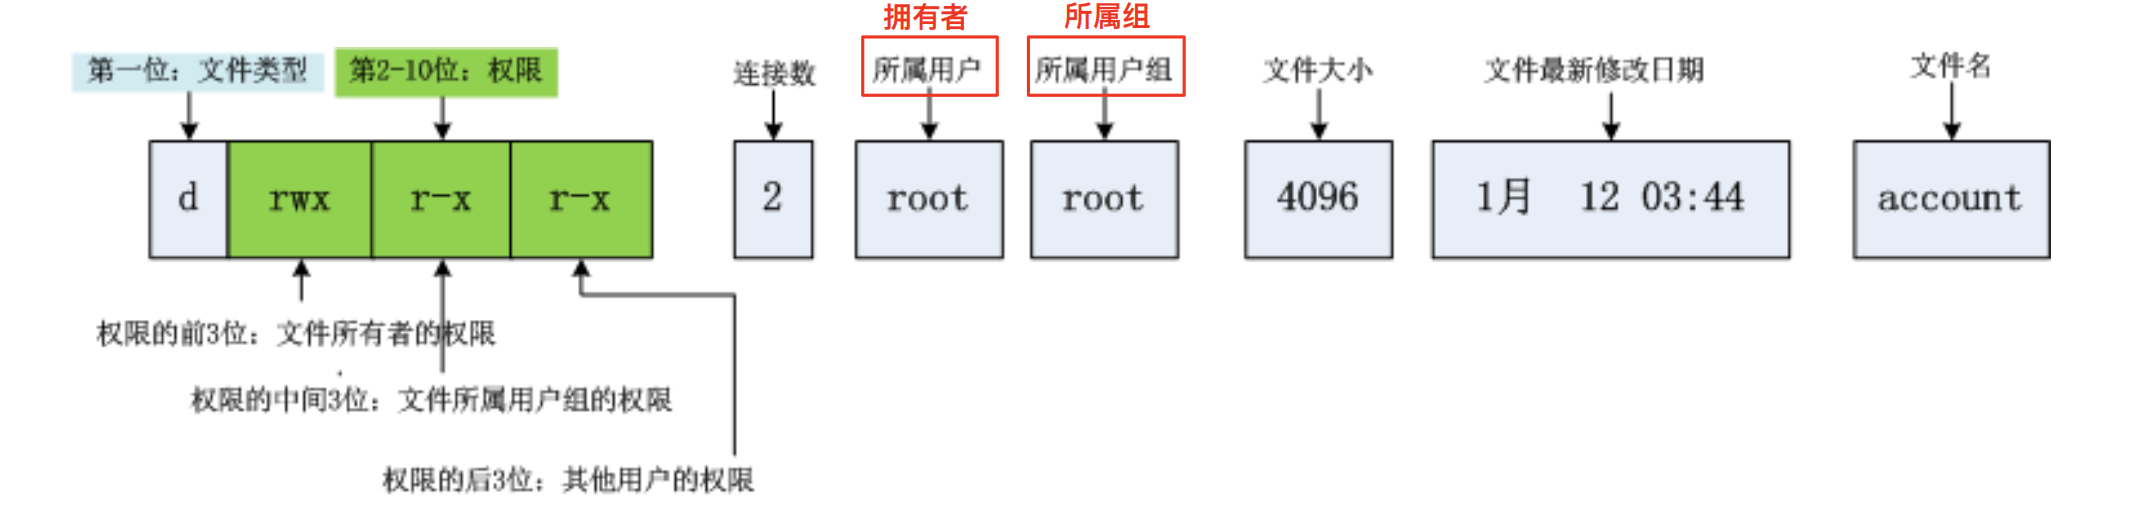 拥有者
所属组
第一位：文件类型
第2-10位：权限
连接数
所属用户
所属用户组
文件大小
文件最新修改日期
文件名
d
rwx
r-x
r-x
2
root
root
4096
1月 12 03:44
account
权限的前3位：文件所有者的权限
权限的中间3位：文件所属用户组的权限
权限的后3位：其他用户的权限